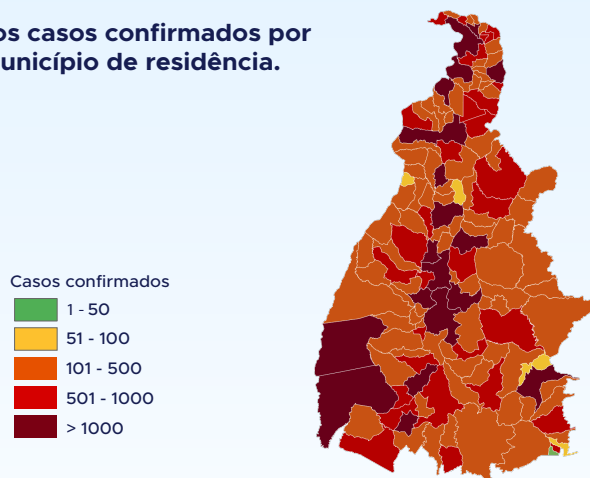 os casos confirmados por
unicípio de residência.
Casos confirmados
1 - 50
51 - 100
101 - 500
501 - 1000
> 1000